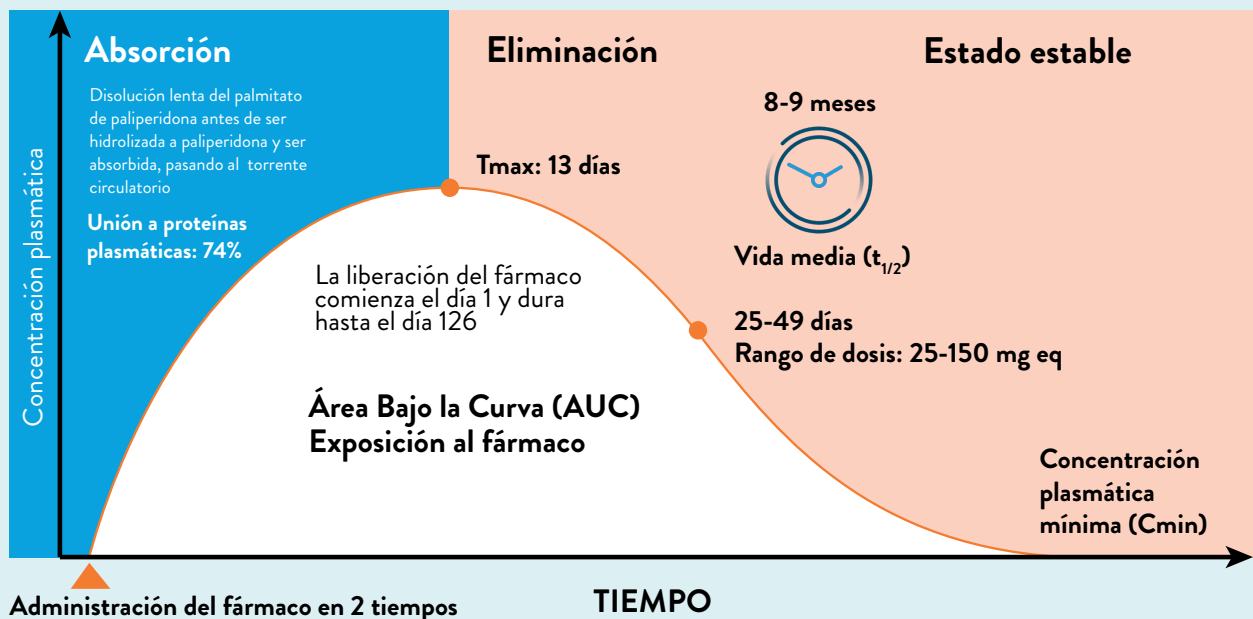 Absorción
Disolución lenta del palmitato
de paliperidona antes de ser
hidrolizada a paliperidona y ser
absorbida, pasando al torrente
circulatorio
Unión a proteínas
plasmáticas: 74%
Concentración plasmática
Eliminación
Estado estable
8-9 meses
Tmax: 13 días
Vida media (t1/2)
La liberación del fármaco
comienza el día 1 y dura
hasta el día 126
25-49 días
Rango de dosis: 25-150 mg eq
Área Bajo la Curva (AUC)
Exposición al fármaco
Concentración
plasmática
mínima (Cmin)
Administración del fármaco en 2 tiempos
TIEMPO